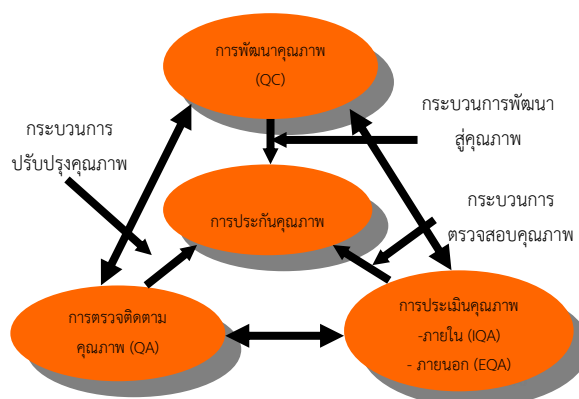 การพัฒนาคุณภาพ
(QC)
กระบวนการพัฒนา
สู่คุณภาพ
กระบวนการ
ปรับปรุงคุณภาพ
การประกันคุณภาพ
กระบวนการ
ตรวจสอบคุณภาพ
การตรวจติดตาม
คุณภาพ (QA)
การประเมินคุณภาพ
-ภายใน (IQA)
- ภายนอก (EQA)